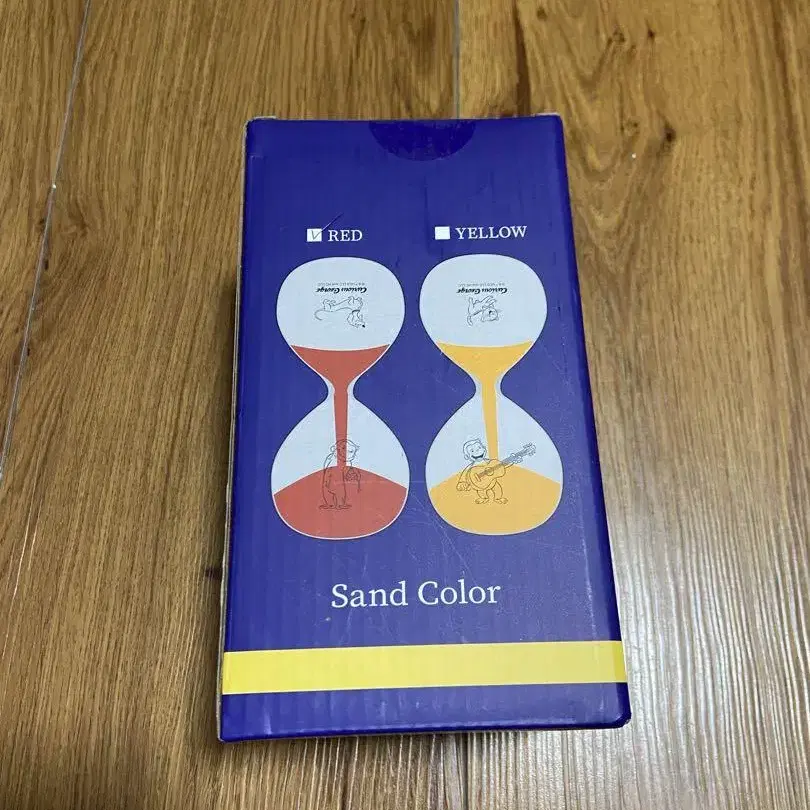 RED
YELLOW
Curious George
Curious George
Sand Color